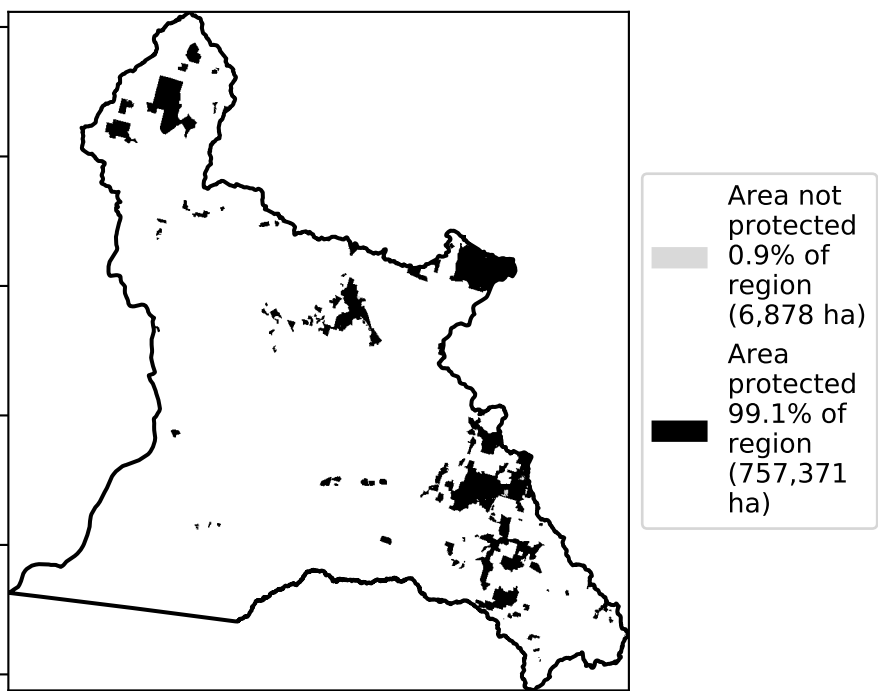 Area not
protected
0.9% of
region
(6,878 ha)
Area
protected
99.1% of
region
(757,371
ha)